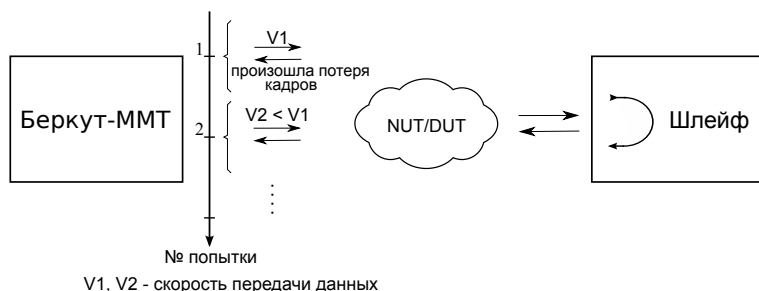 1
V1
произошла потеря
кадров
Беркут-ММТ
2
V2 < V1
NUT/DUT
Шлейф
№ попытки
V1, V2 - скорость передачи данных